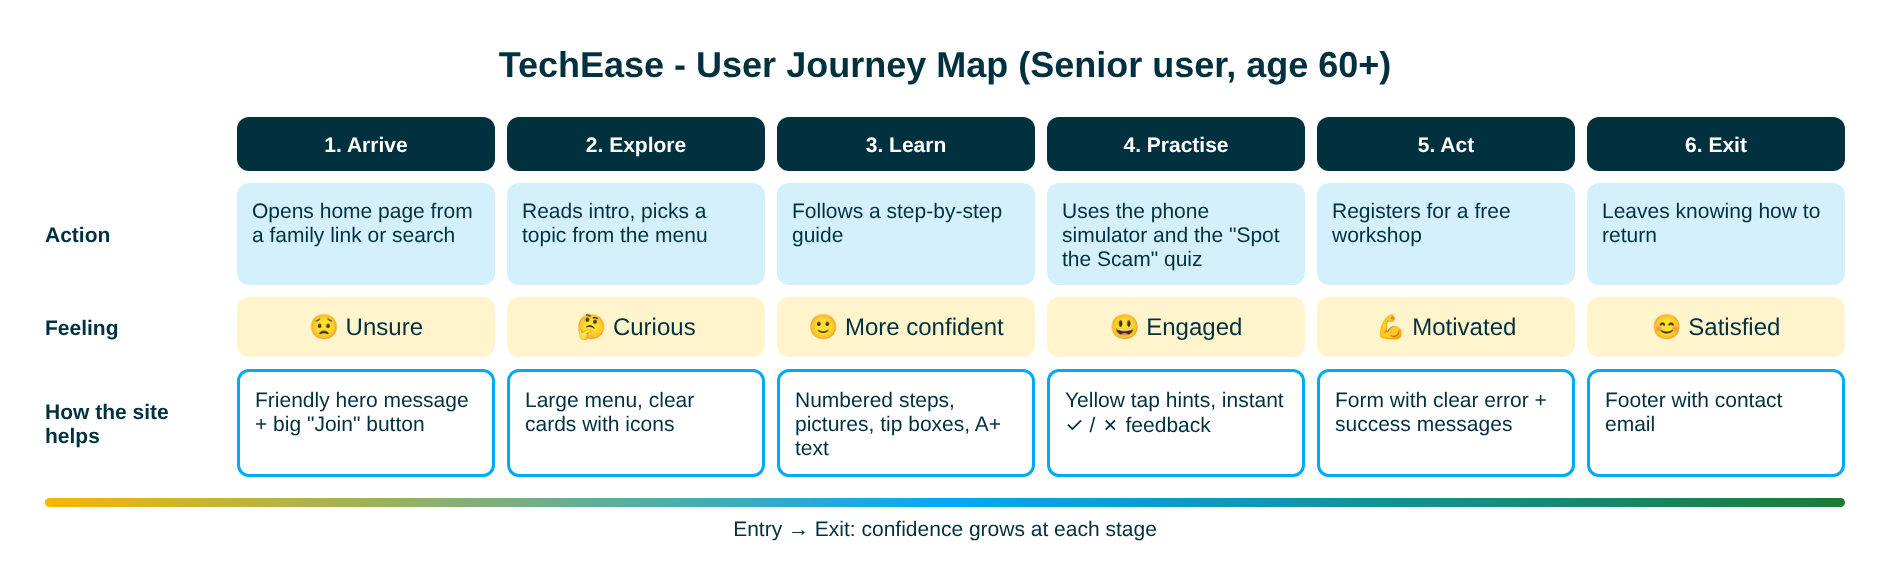 TechEase - User Journey Map (Senior user, age 60+)
1. Arrive
2. Explore
3. Learn
4. Practise
5. Act
6. Exit
Action
Opens home page from
a family link or search
Reads intro, picks a
topic from the menu
Follows a step-by-step
guide
Uses the phone
simulator and the "Spot
the Scam" quiz
Registers for a free
workshop
Leaves knowing how to
return
Feeling
😟 Unsure
🤔 Curious
🙂 More confident
😃 Engaged
💪 Motivated
😊 Satisfied
How the site
helps
Friendly hero message
+ big "Join" button
Large menu, clear
cards with icons
Numbered steps,
pictures, tip boxes, A+
text
Yellow tap hints, instant
✓ / ✕ feedback
Form with clear error +
success messages
Footer with contact
email
Entry → Exit: confidence grows at each stage